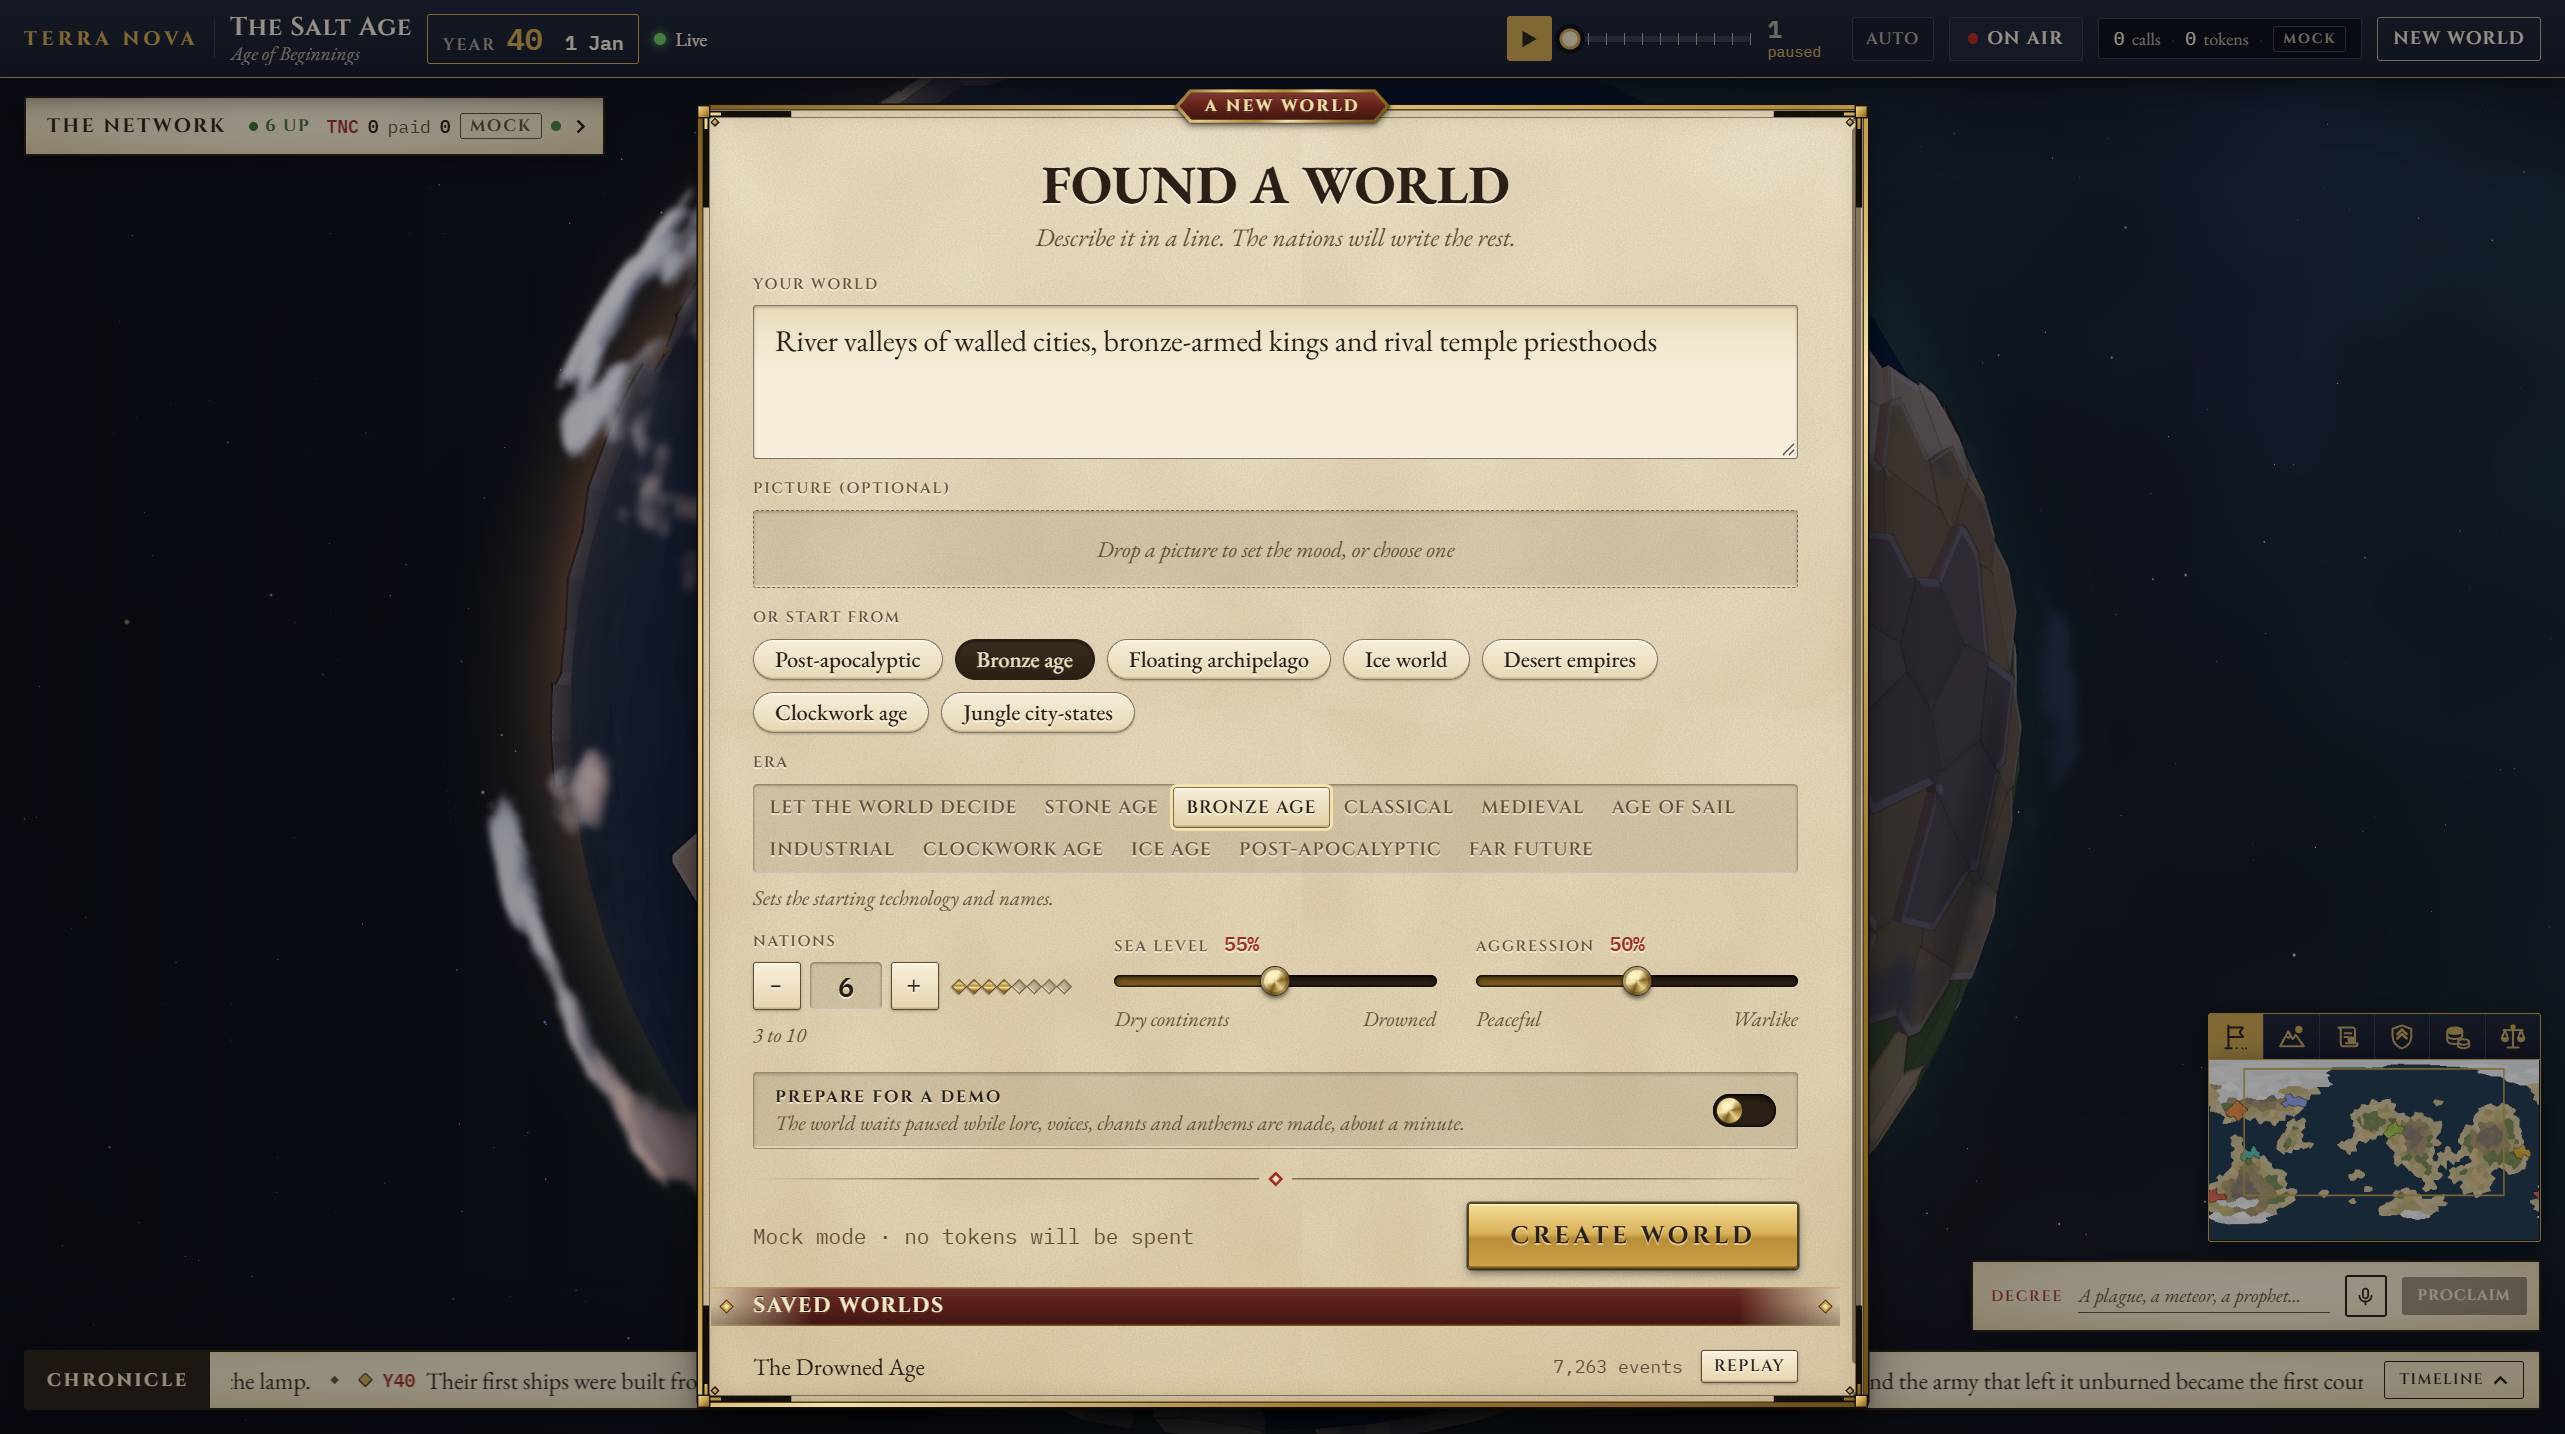 TERRA NOVA
THE SALT AGE
Age of Beginnings
YEAR 40 1 Jan
Live
1
paused
AUTO
ON AIR
0 calls · 0 tokens · MOCK
NEW WORLD
THE NETWORK
6 UP
TNC 0 paid 0 MOCK
A NEW WORLD
FOUND A WORLD
Describe it in a line. The nations will write the rest.
YOUR WORLD
River valleys of walled cities, bronze-armed kings and rival temple priesthoods
PICTURE (OPTIONAL)
Drop a picture to set the mood, or choose one
OR START FROM
Post-apocalyptic Bronze age Floating archipelago Ice world Desert empires
Clockwork age Jungle city-states
ERA
LET THE WORLD DECIDE STONE AGE BRONZE AGE CLASSICAL MEDIEVAL AGE OF SAIL
INDUSTRIAL CLOCKWORK AGE ICE AGE POST-APOCALYPTIC FAR FUTURE
Sets the starting technology and names.
NATIONS
- 6 +
3 to 10
SEA LEVEL 55%
Dry continents Drowned
AGGRESSION 50%
Peaceful Warlike
PREPARE FOR A DEMO
The world waits paused while lore, voices, chants and anthems are made, about a minute.
Mock mode · no tokens will be spent
CREATE WORLD
SAVED WORLDS
The Drowned Age 7,263 events REPLAY
DECREE A plague, a meteor, a prophet... PROCLAIM
CHRONICLE
the lamp. Y40 Their first ships were built fro
nd the army that left it unburned became the first cour
TIMELINE